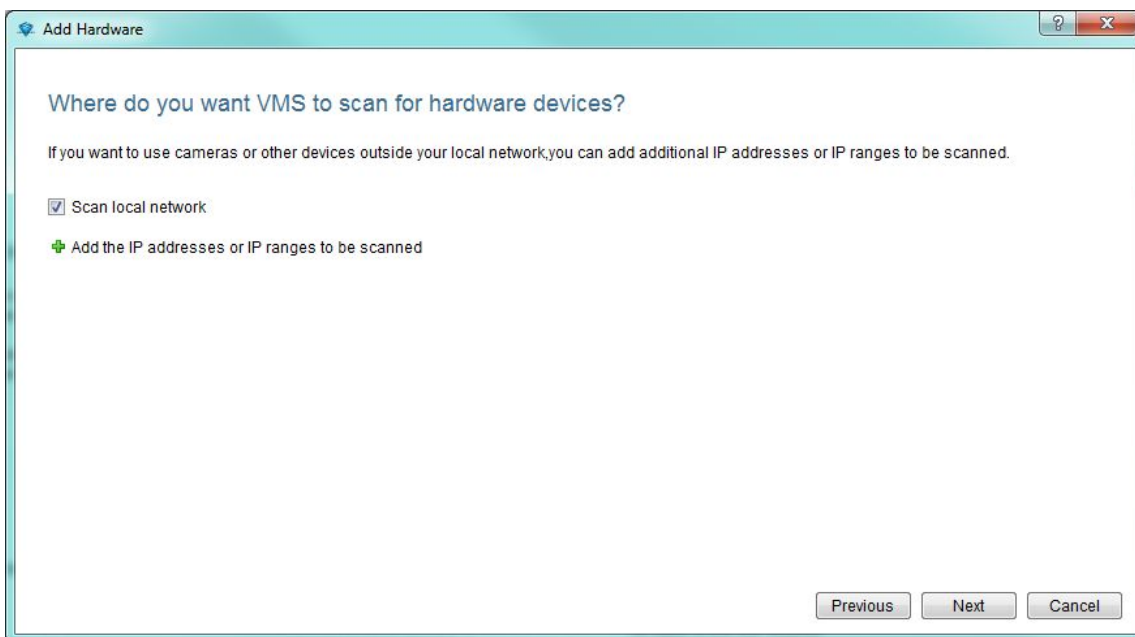 Add Hardware
?
X
Where do you want VMS to scan for hardware devices?
If you want to use cameras or other devices outside your local network,you can add additional IP addresses or IP ranges to be scanned.
Scan local network
Add the IP addresses or IP ranges to be scanned
Previous Next Cancel